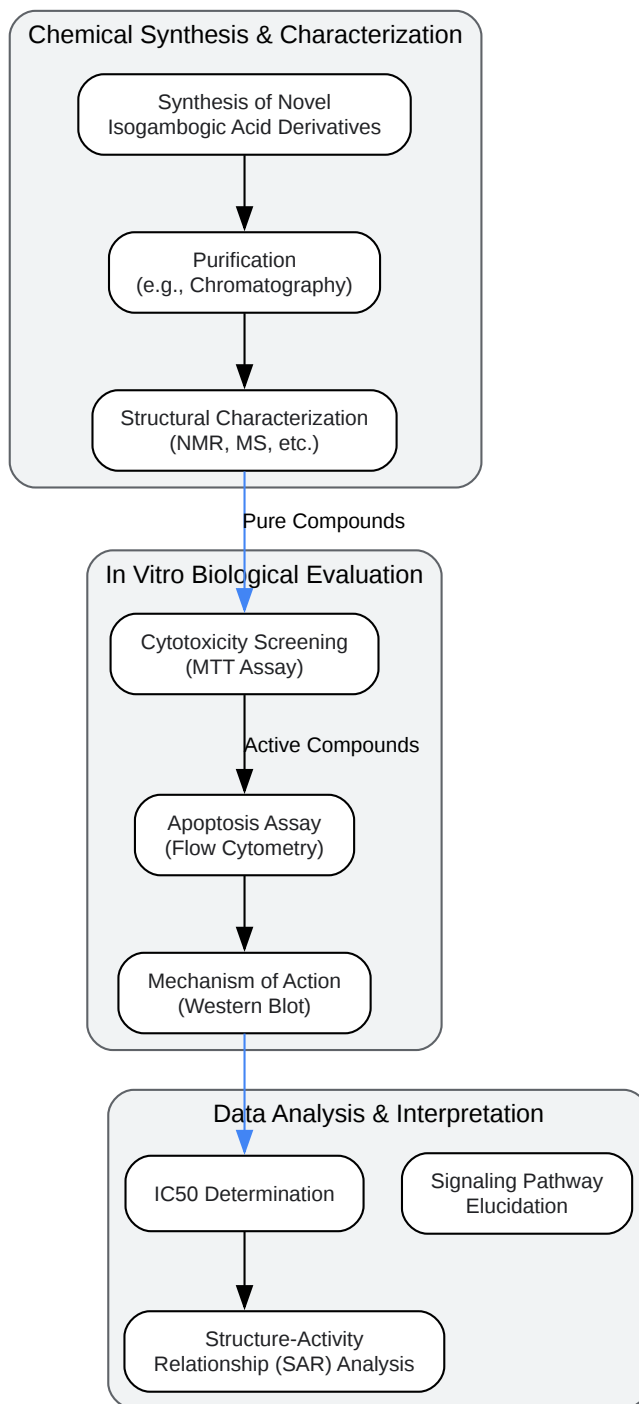 Chemical Synthesis & Characterization
Synthesis of Novel
Isogambogic Acid Derivatives
Purification
(e.g., Chromatography)
Structural Characterization
(NMR, MS, etc.)
Pure Compounds
In Vitro Biological Evaluation
Cytotoxicity Screening
(MTT Assay)
Active Compounds
Apoptosis Assay
(Flow Cytometry)
Mechanism of Action
(Western Blot)
Data Analysis & Interpretation
IC50 Determination
Signaling Pathway
Elucidation
Structure-Activity
Relationship (SAR) Analysis